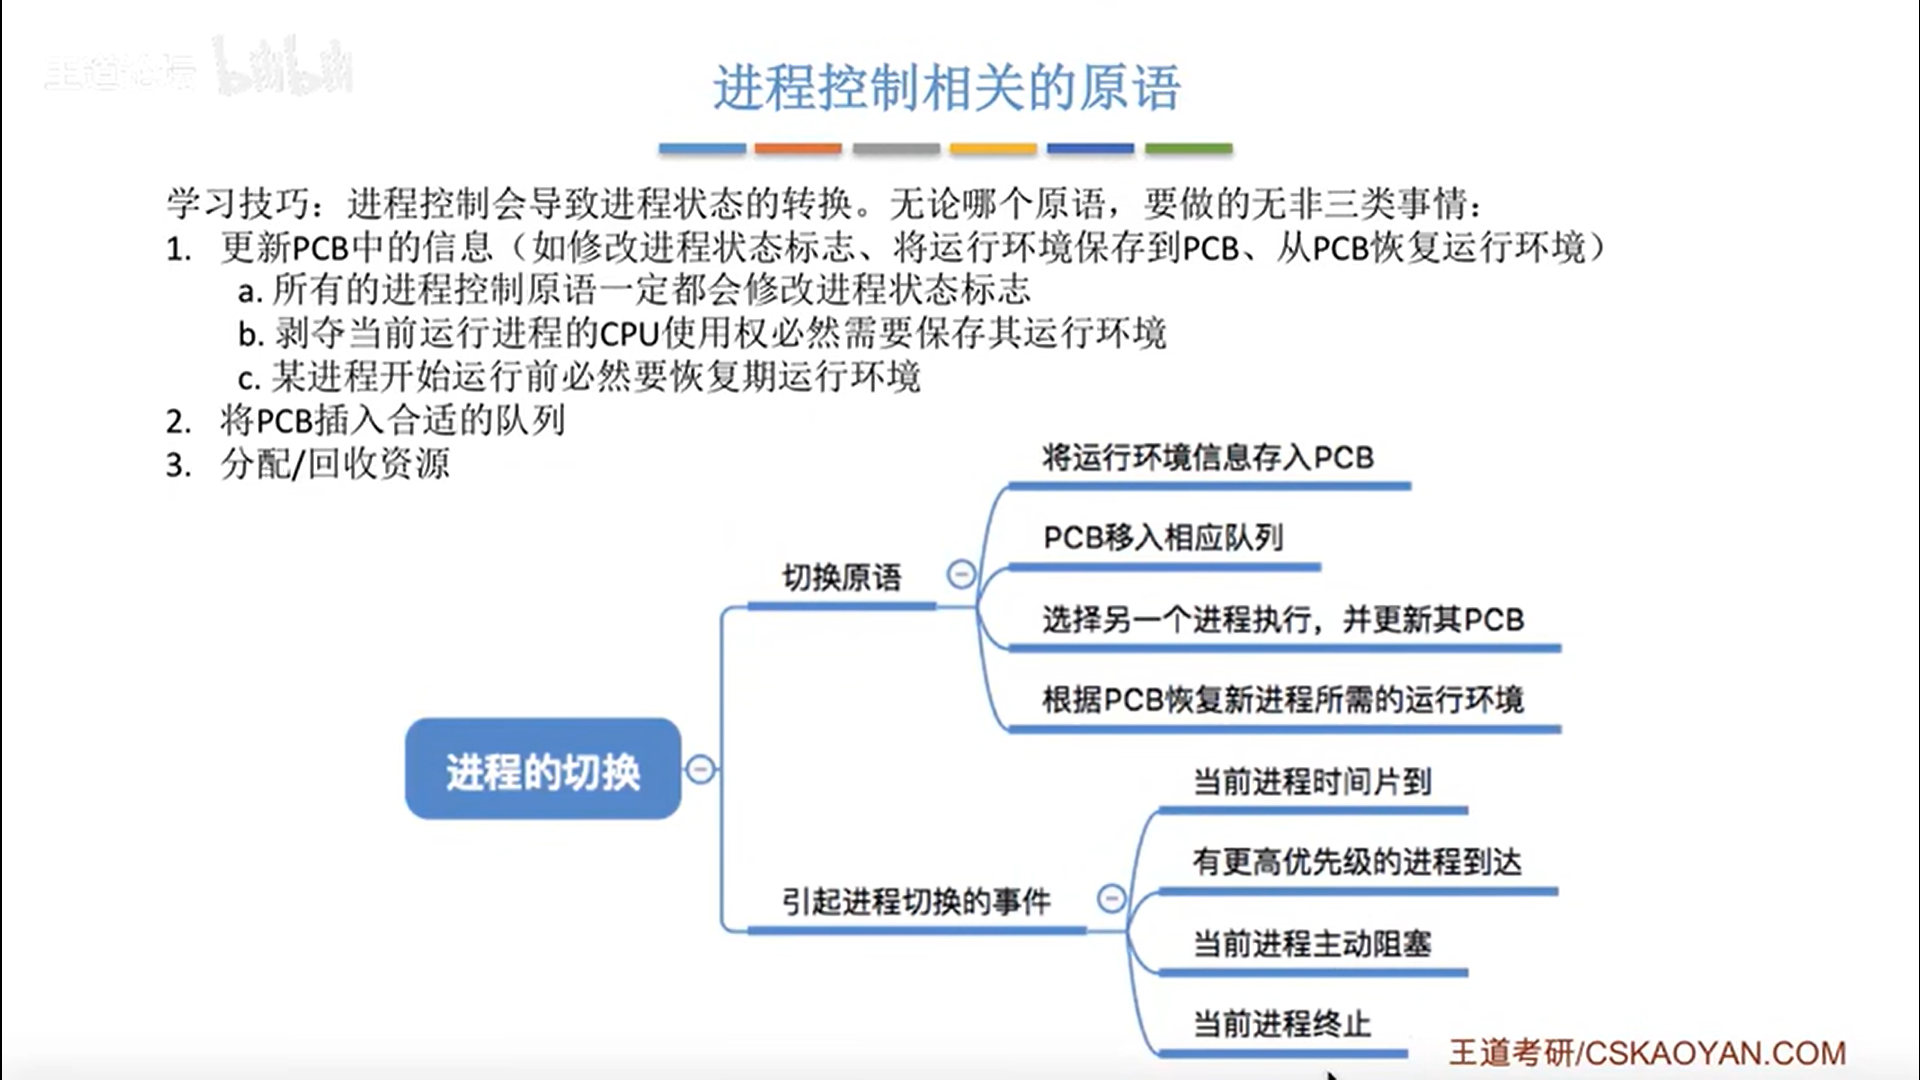 王道论坛 bilibili
进程控制相关的原语
学习技巧：进程控制会导致进程状态的转换。无论哪个原语，要做的无非三类事情：
1. 更新PCB中的信息（如修改进程状态标志、将运行环境保存到PCB、从PCB恢复运行环境）
a. 所有的进程控制原语一定都会修改进程状态标志
b. 剥夺当前运行进程的CPU使用权必然需要保存其运行环境
c. 某进程开始运行前必然要恢复期运行环境
2. 将PCB插入合适的队列
3. 分配/回收资源
进程的切换
切换原语
将运行环境信息存入PCB
PCB移入相应队列
选择另一个进程执行，并更新其PCB
根据PCB恢复新进程所需的运行环境
引起进程切换的事件
当前进程时间片到
有更高优先级的进程到达
当前进程主动阻塞
当前进程终止
王道考研/CSKAOYAN.COM